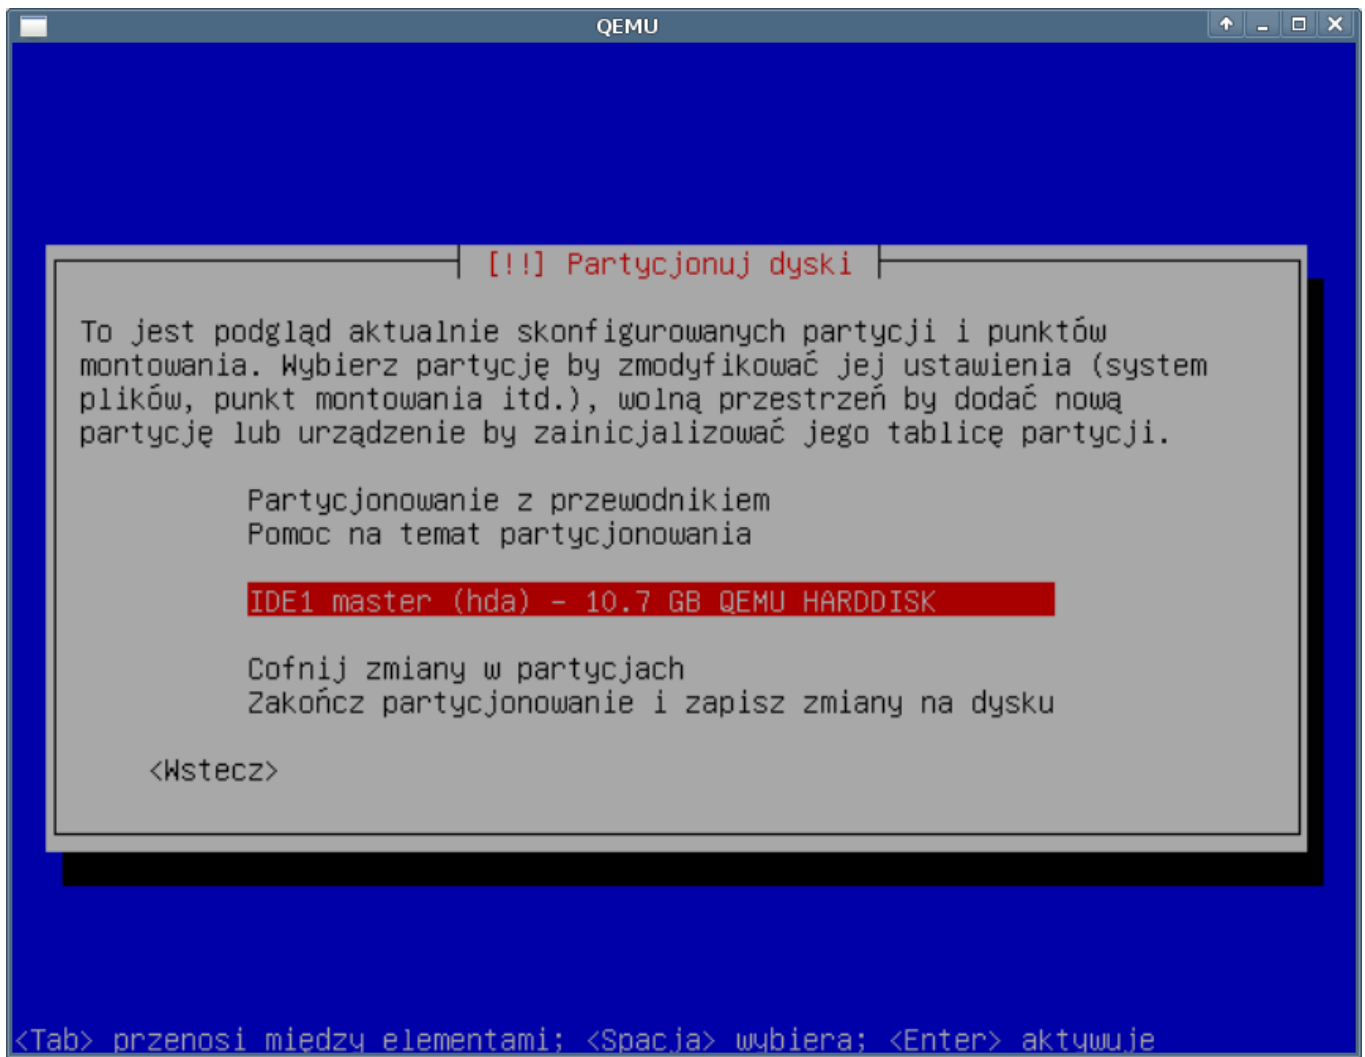 QEMU
[!!] Partycjonuj dyski
To jest podgląd aktualnie skonfigurowanych partycji i punktów
montowania. Wybierz partycję by zmodyfikować jej ustawienia (system
plików, punkt montowania itd.), wolną przestrzeń by dodać nową
partycję lub urządzenie by zainicjalizować jego tablicę partycji.
Partycjonowanie z przewodnikiem
Pomoc na temat partycjonowania
IDE1 master (hda) - 10.7 GB QEMU HARDDISK
Cofnij zmiany w partycjach
Zakończ partycjonowanie i zapisz zmiany na dysku
<Wstecz>
<Tab> przenosi między elementami; <Spacja> wybiera; <Enter> aktywuje